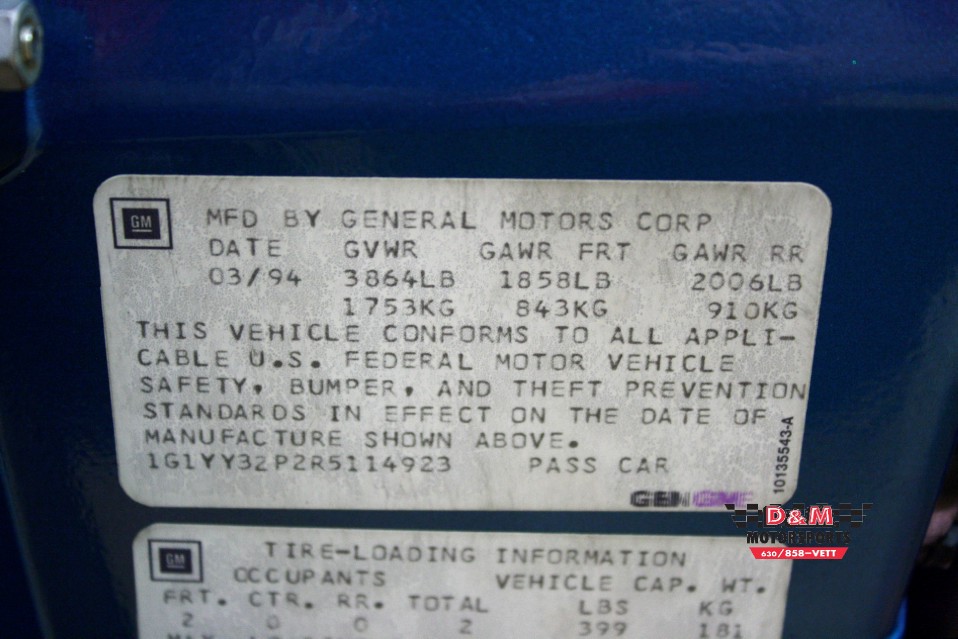 GM
MFD BY GENERAL MOTORS CORP
DATE GVWR GAWR FRT GAWR RR
03/94 3864LB 1858LB 2006LB
1753KG 843KG 910KG
THIS VEHICLE CONFORMS TO ALL APPLI-
CABLE U.S. FEDERAL MOTOR VEHICLE
SAFETY, BUMPER, AND THEFT PREVENTION
STANDARDS IN EFFECT ON THE DATE OF
MANUFACTURE SHOWN ABOVE.
1G1YY32P2R5114923 PASS CAR
10135543-A
GEN GMP
D&M
MOTORSPORTS
630/858-VETT
GM
TIRE-LOADING INFORMATION
OCCUPANTS VEHICLE CAP. WT.
FRT. CTR. RR. TOTAL LBS KG
2 0 0 2 399 181